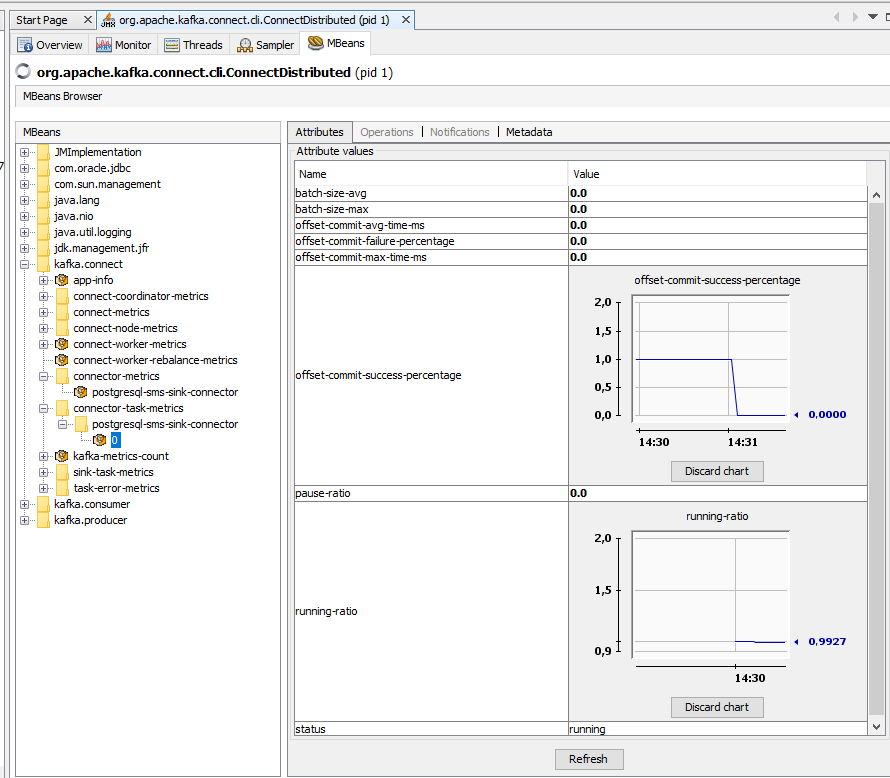 Start Page
org.apache.kafka.connect.cli.ConnectDistributed (pid 1)
Overview Monitor Threads Sampler MBeans
org.apache.kafka.connect.cli.ConnectDistributed (pid 1)
MBeans Browser
MBeans
JMImplementation
com.oracle.jdbc
com.sun.management
java.lang
java.nio
java.util.logging
jdk.management.jfr
kafka.connect
app-info
connect-coordinator-metrics
connect-metrics
connect-node-metrics
connect-worker-metrics
connect-worker-rebalance-metrics
connector-metrics
postgresql-sms-sink-connector
connector-task-metrics
postgresql-sms-sink-connector
0
kafka-metrics-count
sink-task-metrics
task-error-metrics
kafka.consumer
kafka.producer
Attributes Operations Notifications Metadata
Attribute values
Name Value
batch-size-avg 0.0
batch-size-max 0.0
offset-commit-avg-time-ms 0.0
offset-commit-failure-percentage 0.0
offset-commit-max-time-ms 0.0
offset-commit-success-percentage
offset-commit-success-percentage
2,0
1,5
1,0
0,5
0,0
0,0000
14:30 14:31
Discard chart
pause-ratio 0.0
running-ratio
running-ratio
2,0
1,5
0,9
0,9927
14:30
Discard chart
status running
Refresh